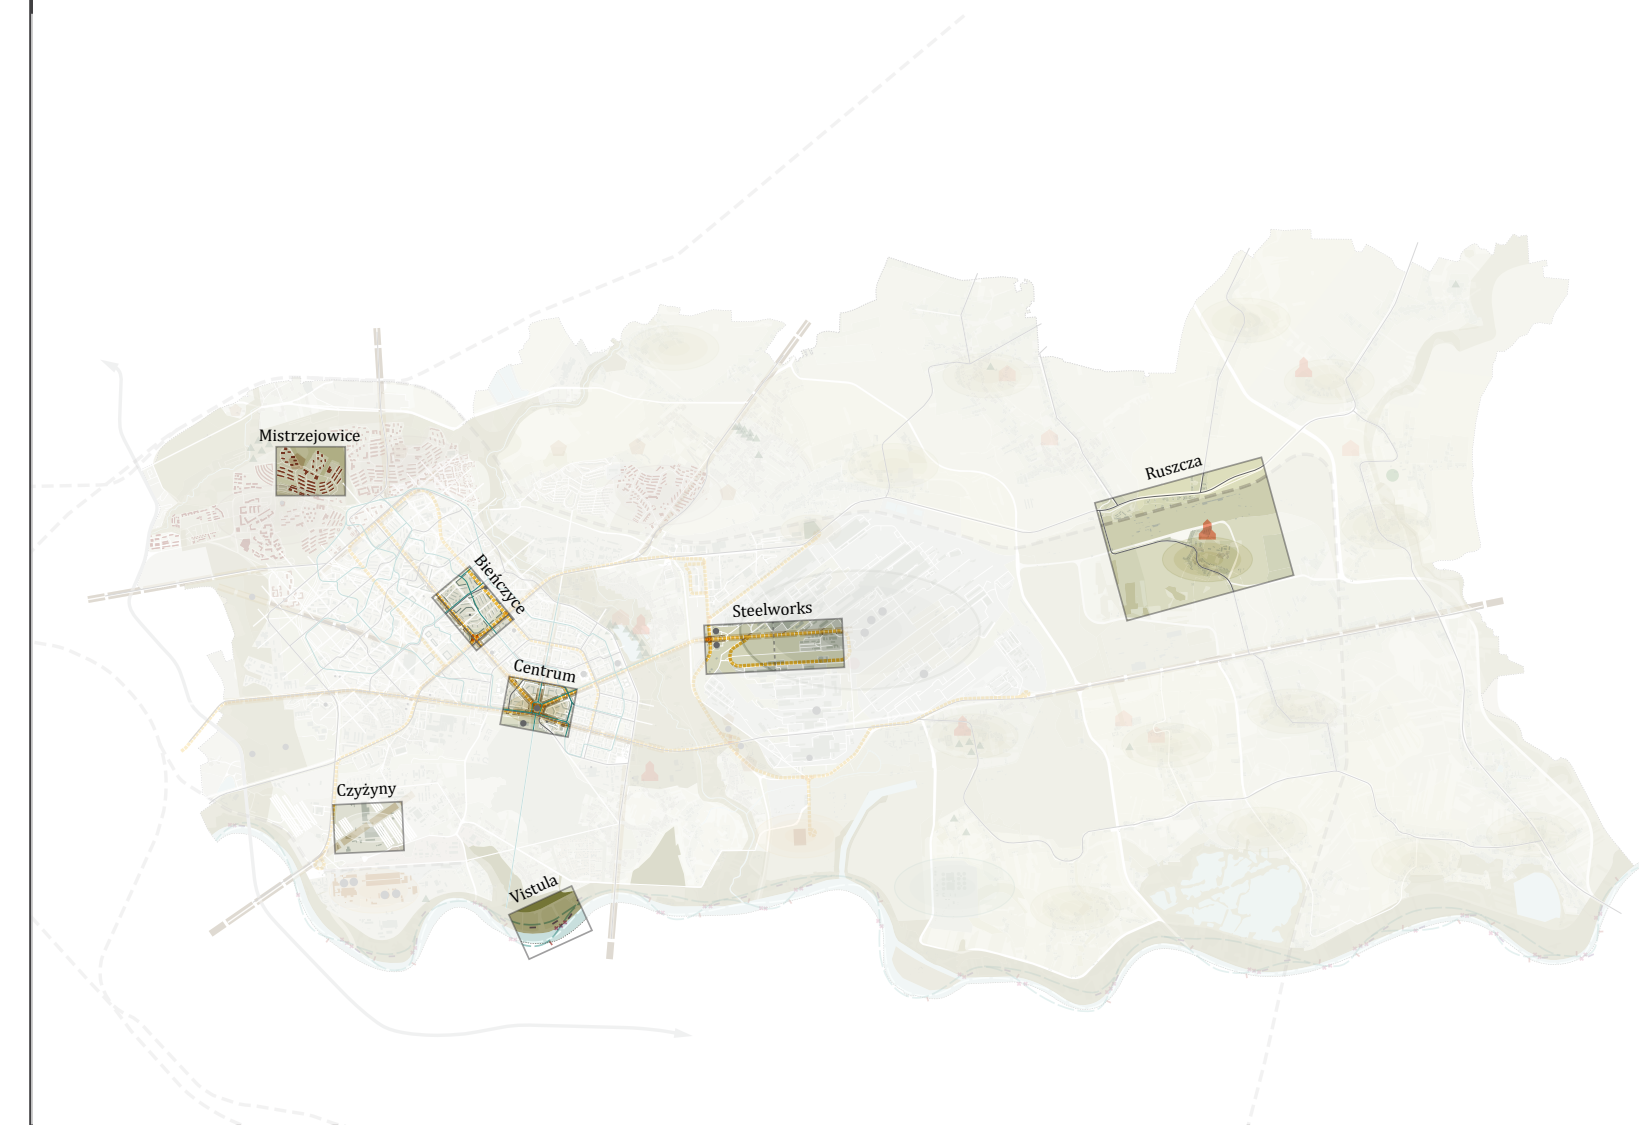 Mistrzejowice
Ruszcza
Bieńczyce
Steelworks
Centrum
Czyżyny
Vistula